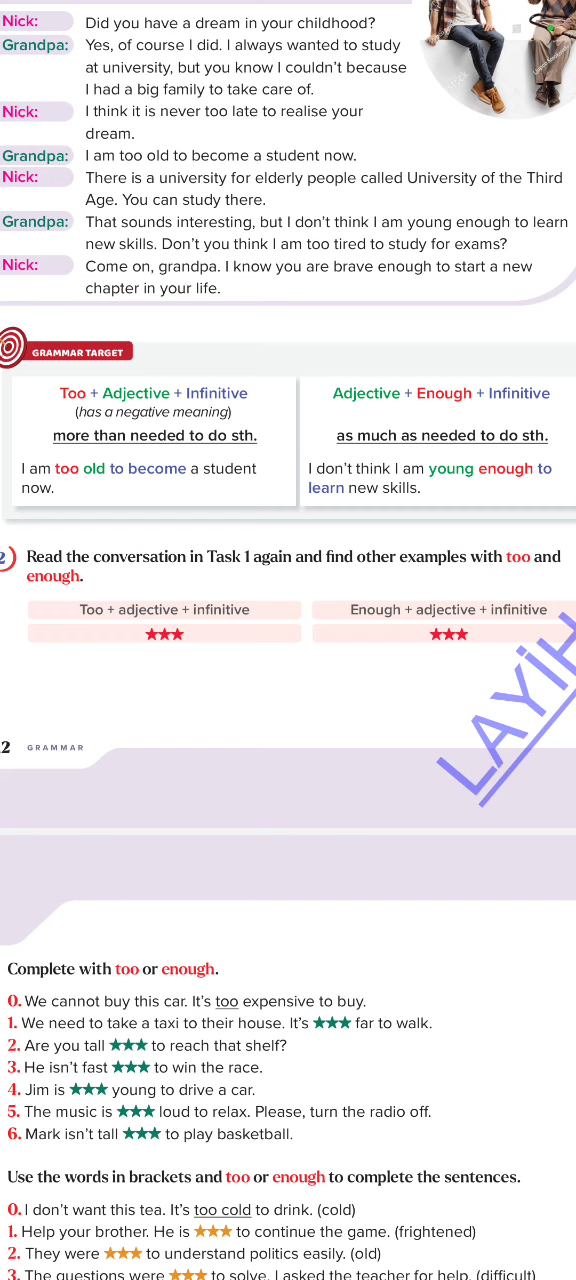 Nick: Did you have a dream in your childhood?
Grandpa: Yes, of course I did. I always wanted to study
at university, but you know I couldn't because
I had a big family to take care of.
Nick: I think it is never too late to realise your
dream.
Grandpa: I am too old to become a student now.
Nick: There is a university for elderly people called University of the Third
Age. You can study there.
Grandpa: That sounds interesting, but I don't think I am young enough to learn
new skills. Don't you think I am too tired to study for exams?
Nick: Come on, grandpa. I know you are brave enough to start a new
chapter in your life.
GRAMMAR TARGET
Too + Adjective + Infinitive
(has a negative meaning)
more than needed to do sth.
I am too old to become a student
now.
Adjective + Enough + Infinitive
as much as needed to do sth.
I don't think I am young enough to
learn new skills.
2 Read the conversation in Task 1 again and find other examples with too and
enough.
Too + adjective + infinitive
★★★
Enough + adjective + infinitive
★★★
LAYİH
2 GRAMMAR
Complete with too or enough.
0. We cannot buy this car. It's too expensive to buy.
1. We need to take a taxi to their house. It's ★★★ far to walk.
2. Are you tall ★★★ to reach that shelf?
3. He isn't fast ★★★ to win the race.
4. Jim is ★★★ young to drive a car.
5. The music is ★★★ loud to relax. Please, turn the radio off.
6. Mark isn't tall ★★★ to play basketball.
Use the words in brackets and too or enough to complete the sentences.
0. I don't want this tea. It's too cold to drink. (cold)
1. Help your brother. He is ★★★ to continue the game. (frightened)
2. They were ★★★ to understand politics easily. (old)
3. The questions were ★★★ to solve. I asked the teacher for help. (difficult)